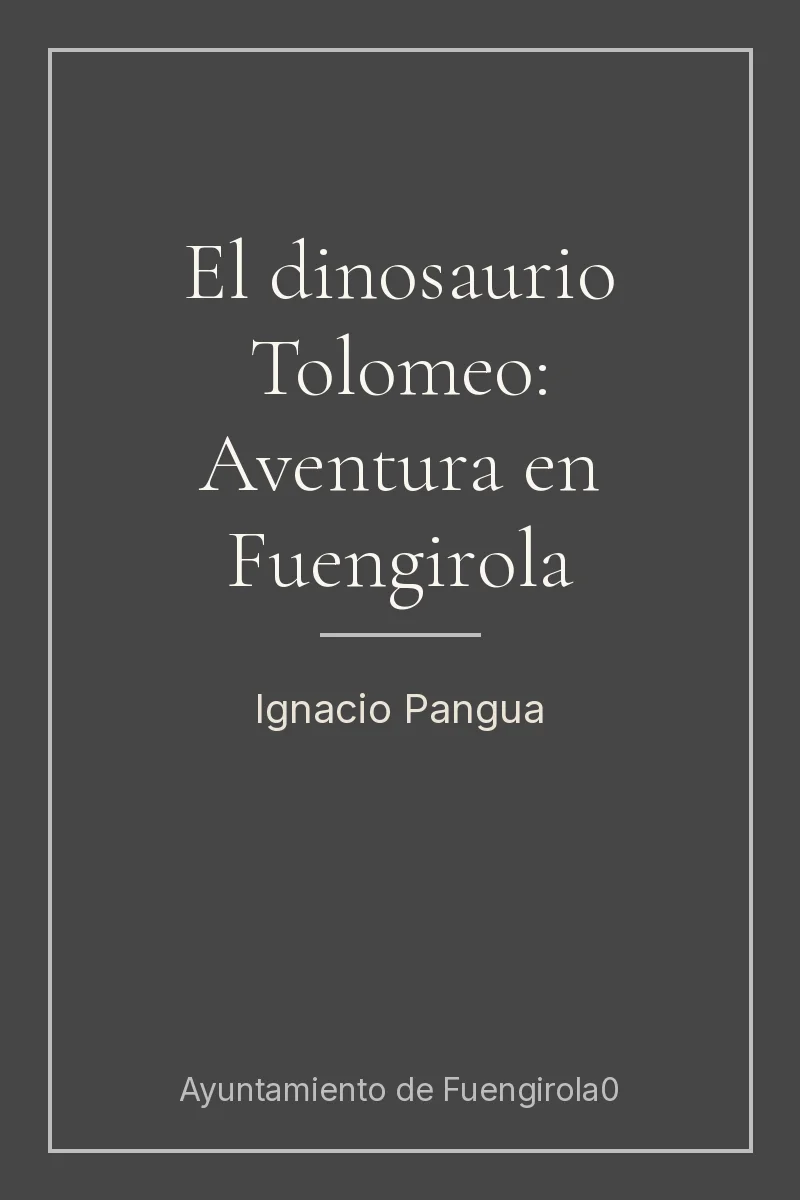 El dinosaurio
Tolomeo:
Aventura en
Fuengirola
Ignacio Pangua
Ayuntamiento de Fuengirola0